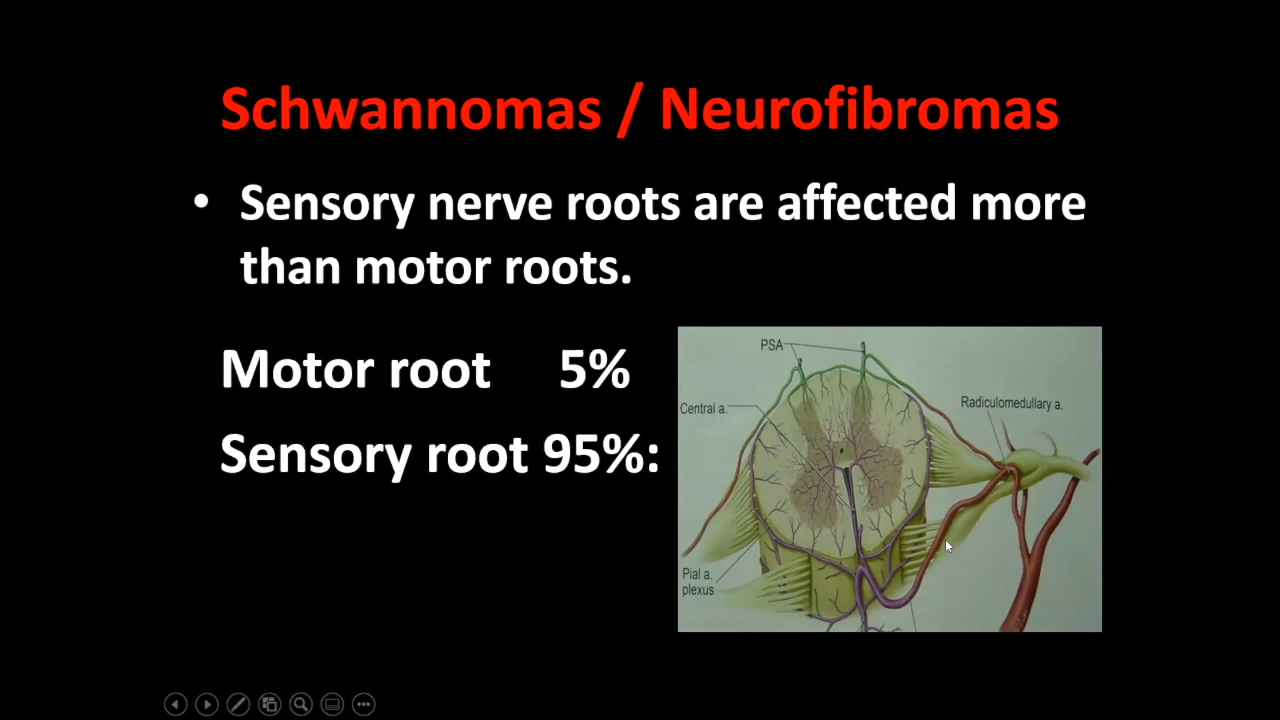 Schwannomas / Neurofibromas
• Sensory nerve roots are affected more
than motor roots.
Motor root 5%
Sensory root 95%:
PSA
Central a.
Radiculomedullary a.
Pial a.
plexus